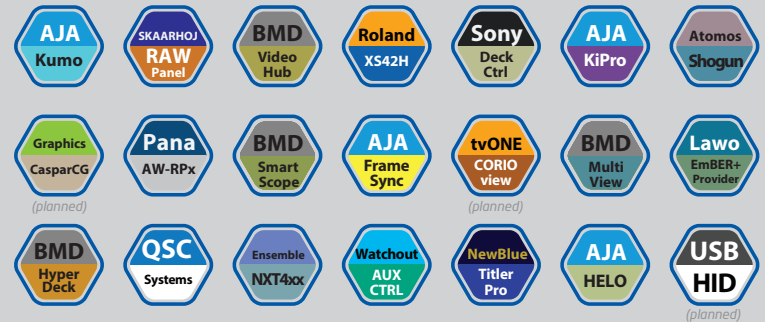 AJA
Kumo
SKAARHOJ
RAW
Panel
BMD
Video
Hub
Roland
XS42H
Sony
Deck
Ctrl
AJA
KiPro
Atomos
Shogun
Graphics
CasparCG
(planned)
Pana
AW-RPx
BMD
Smart
Scope
AJA
Frame
Sync
tvONE
CORIO
view
(planned)
BMD
Multi
View
Lawo
EmBER+
Provider
BMD
Hyper
Deck
QSC
Systems
Ensemble
NXT4xx
Watchout
AUX
CTRL
NewBlue
Titler
Pro
AJA
HELO
USB
HID
(planned)